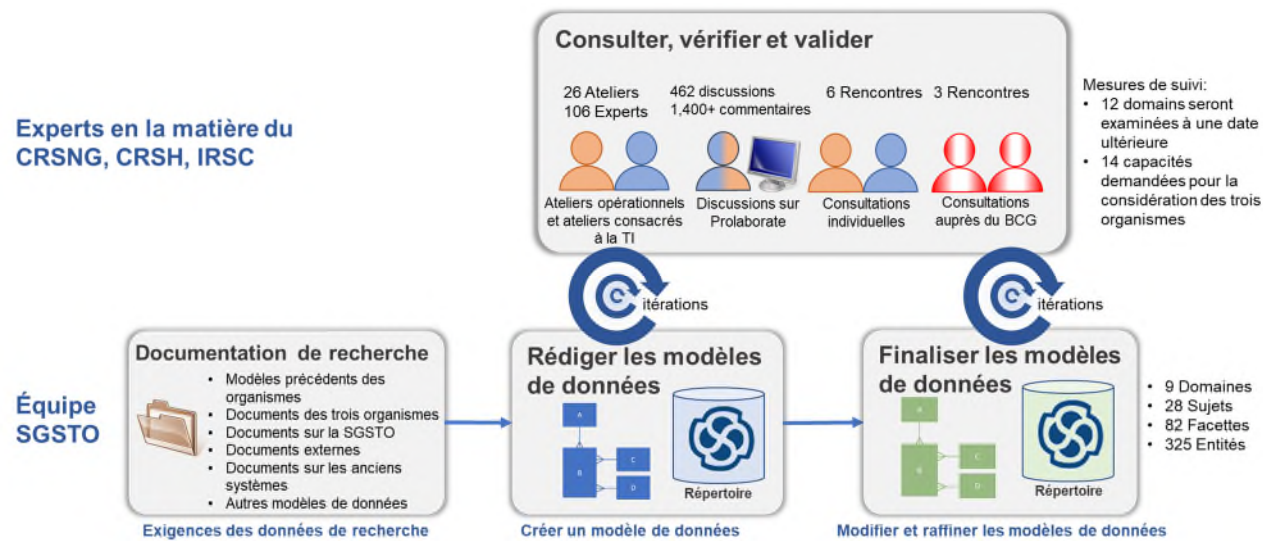 Consulter, vérifier et valider
26 Ateliers
106 Experts
462 discussions
1,400+ commentaires
6 Rencontres
3 Rencontres
Ateliers opérationnels
et ateliers consacrés
à la TI
Discussions sur
Prolaborate
Consultations
individuelles
Consultations
auprès du BCG
Mesures de suivi:
• 12 domains seront
examinées à une date
ultérieure
• 14 capacités
demandées pour la
considération des trois
organismes
Experts en la matière du
CRSNG, CRSH, IRSC
itérations
itérations
Équipe
SGSTO
Documentation de recherche
• Modèles précédents des
organismes
• Documents des trois organismes
• Documents sur la SGSTO
• Documents externes
• Documents sur les anciens
systèmes
• Autres modèles de données
Exigences des données de recherche
Rédiger les modèles
de données
A
B
C
D
Répertoire
Créer un modèle de données
Finaliser les modèles
de données
A
B
C
D
Répertoire
Modifier et raffiner les modèles de données
• 9 Domaines
• 28 Sujets
• 82 Facettes
• 325 Entités